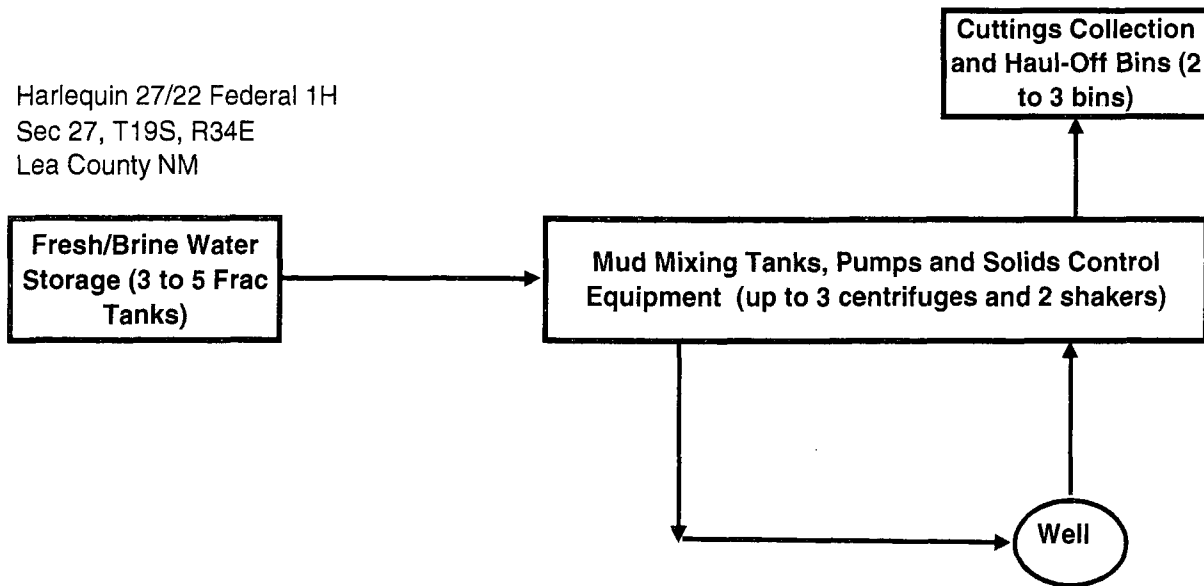 Cuttings Collection
and Haul-Off Bins (2
to 3 bins)
Harlequin 27/22 Federal 1H
Sec 27, T19S, R34E
Lea County NM
Fresh/Brine Water
Storage (3 to 5 Frac
Tanks)
Mud Mixing Tanks, Pumps and Solids Control
Equipment (up to 3 centrifuges and 2 shakers)
Well